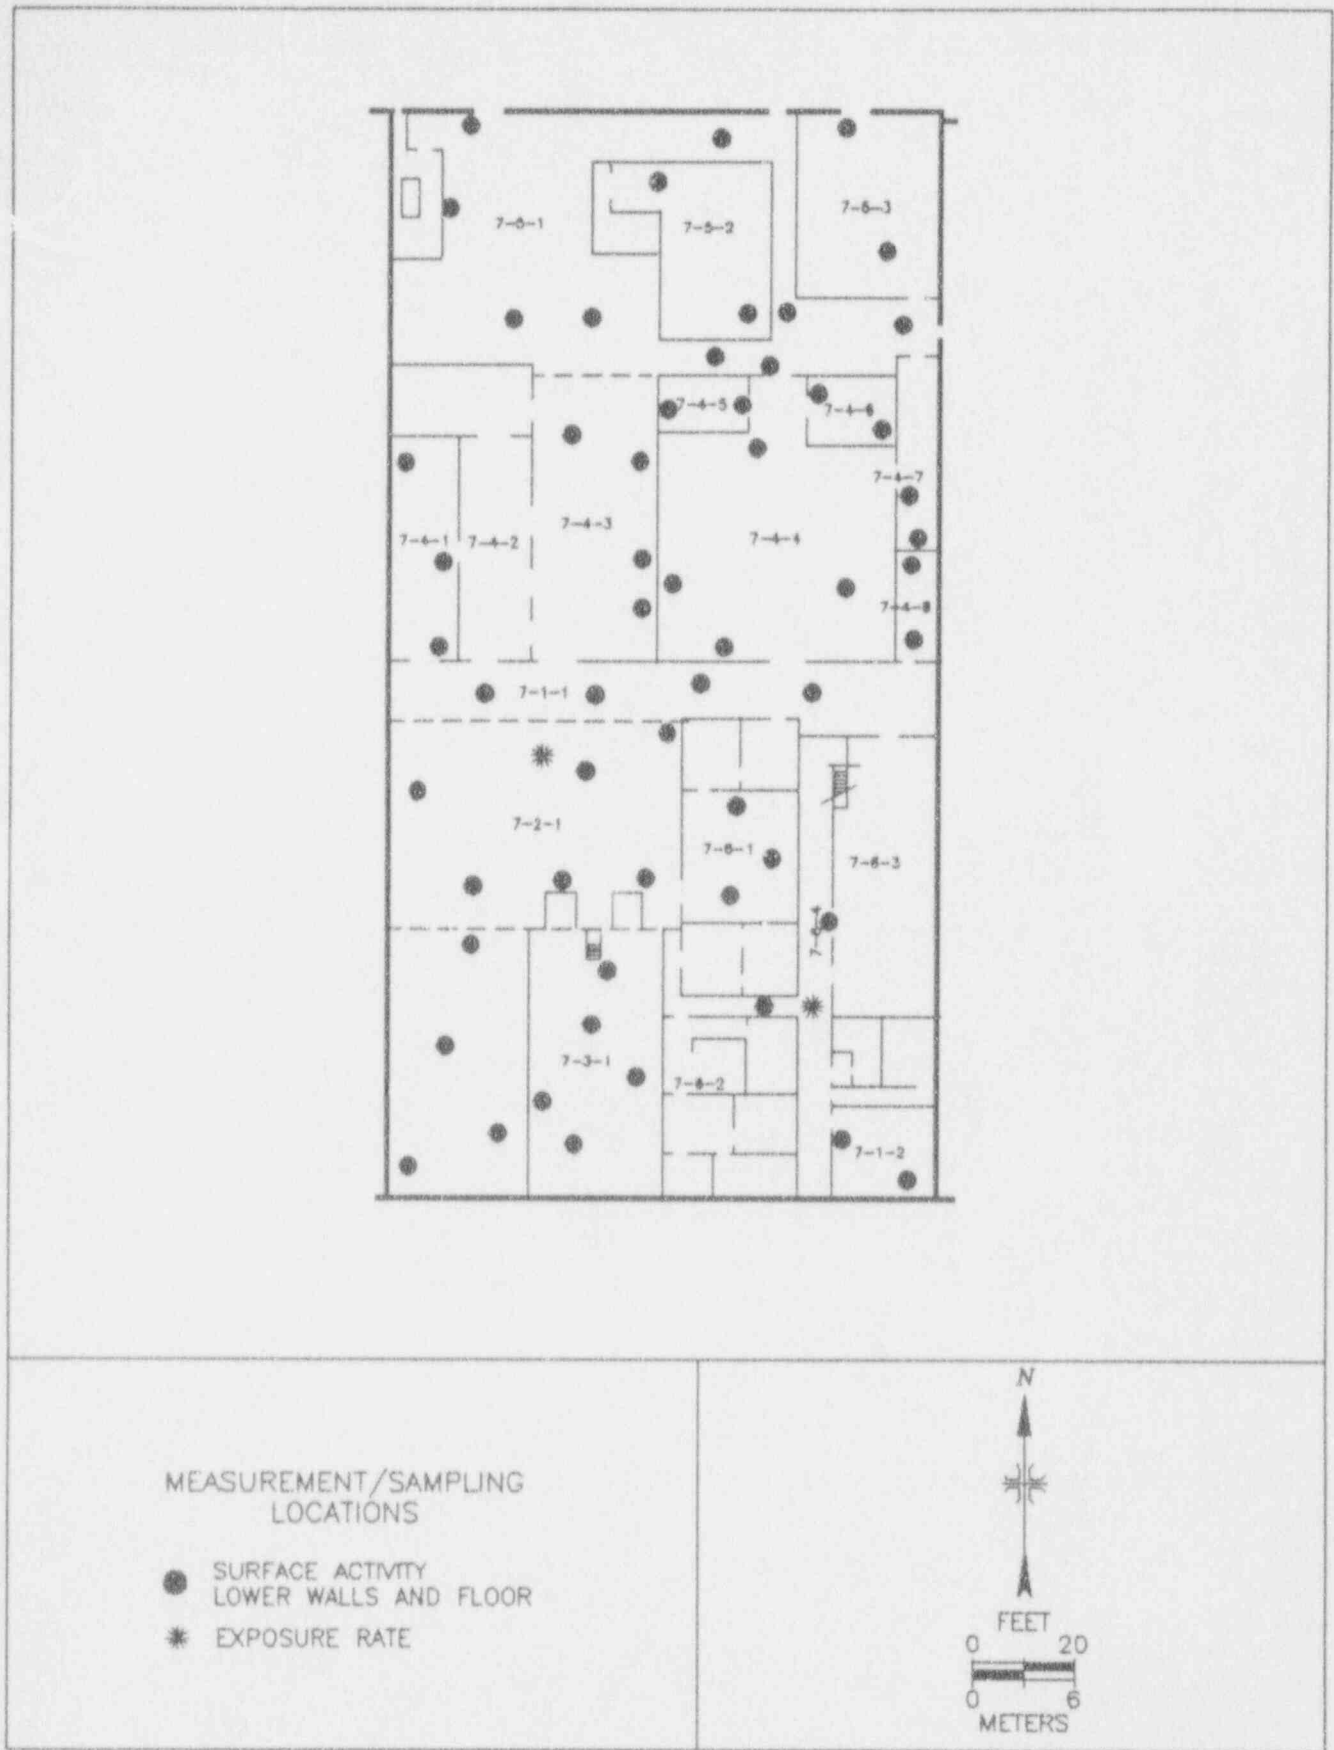 7-5-1
7-5-2
7-5-3
7-4-5
7-4-6
7-4-7
7-4-3
7-4-4
7-4-1
7-4-2
7-4-8
7-1-1
7-2-1
7-6-1
7-6-3
7-6-4
7-3-1
7-6-2
7-1-2
MEASUREMENT/SAMPLING
LOCATIONS
SURFACE ACTIVITY
LOWER WALLS AND FLOOR
EXPOSURE RATE
N
FEET
0 20
0 6
METERS